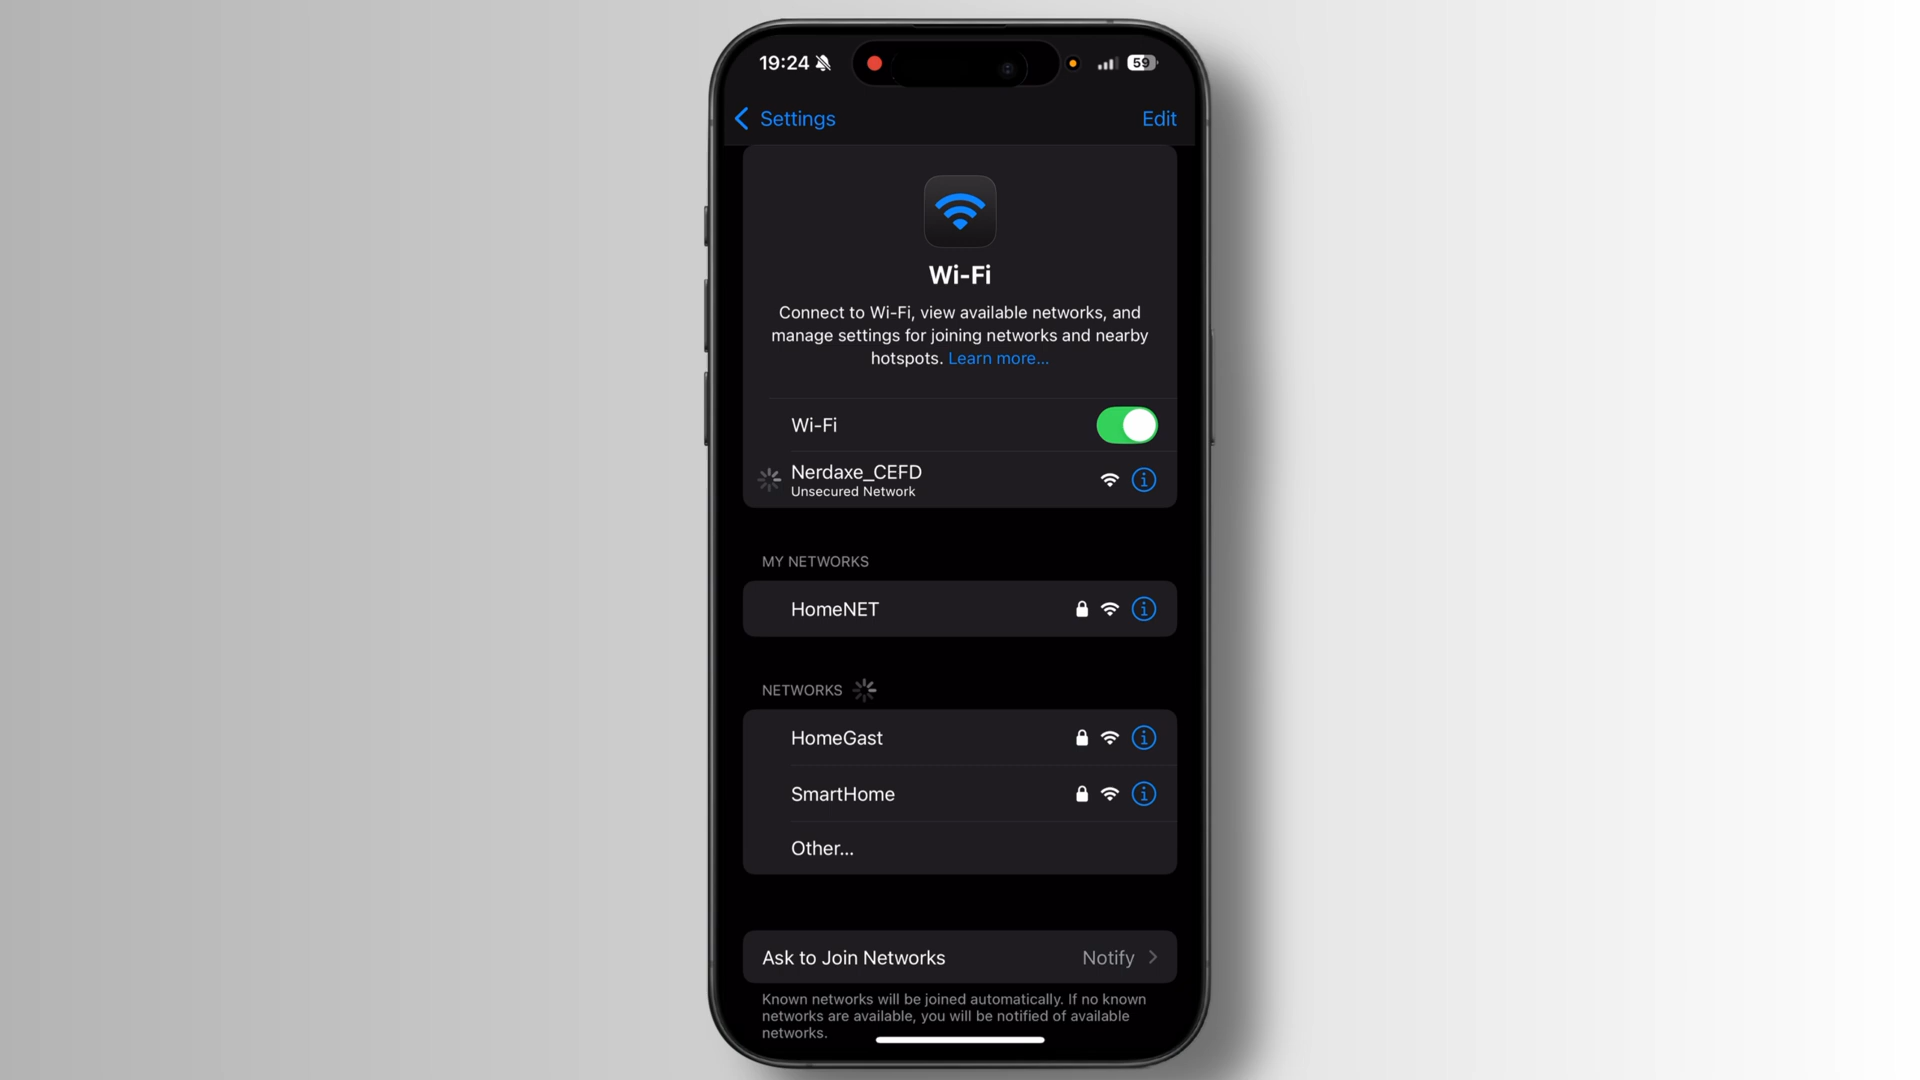 19:24
59
Settings
Edit
Wi-Fi
Connect to Wi-Fi, view available networks, and
manage settings for joining networks and nearby
hotspots. Learn more...
Wi-Fi
Nerdaxe_CEFD
Unsecured Network
MY NETWORKS
HomeNET
NETWORKS
HomeGast
SmartHome
Other...
Ask to Join Networks
Notify
Known networks will be joined automatically. If no known
networks are available, you will be notified of available
networks.